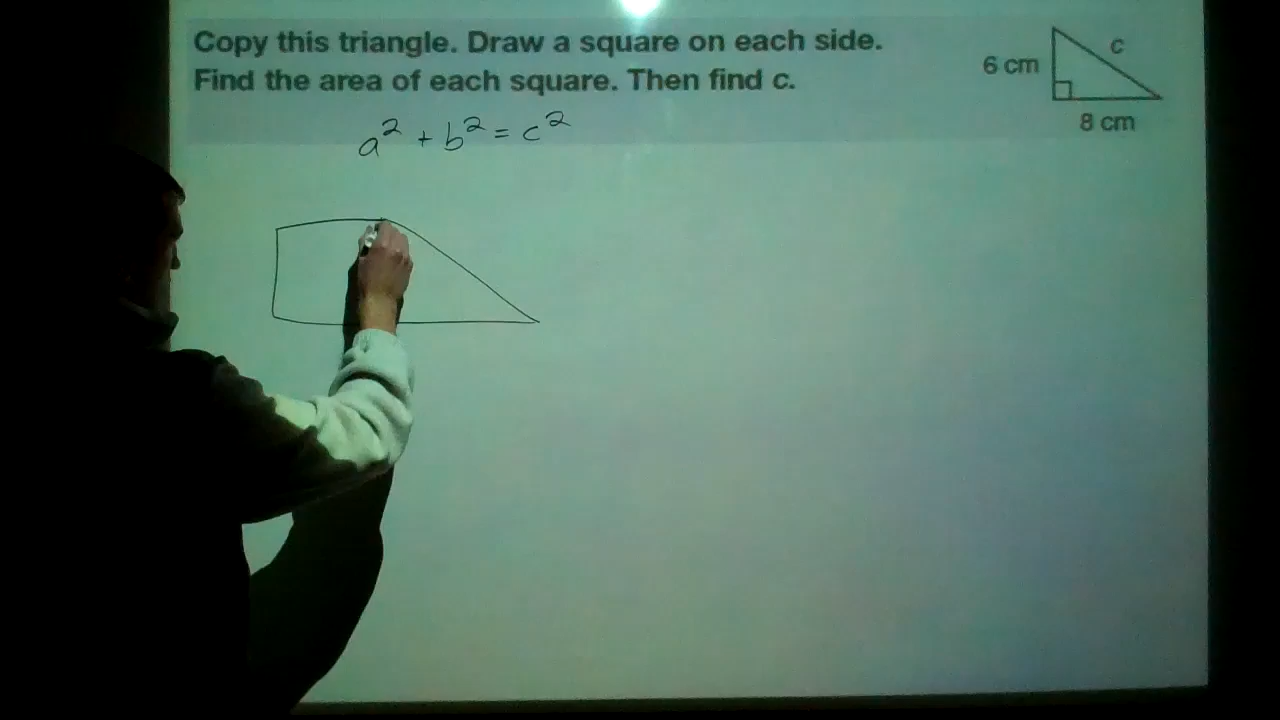 Copy this triangle. Draw a square on each side.
Find the area of each square. Then find c.
6 cm
c
8 cm
a² + b² = c²